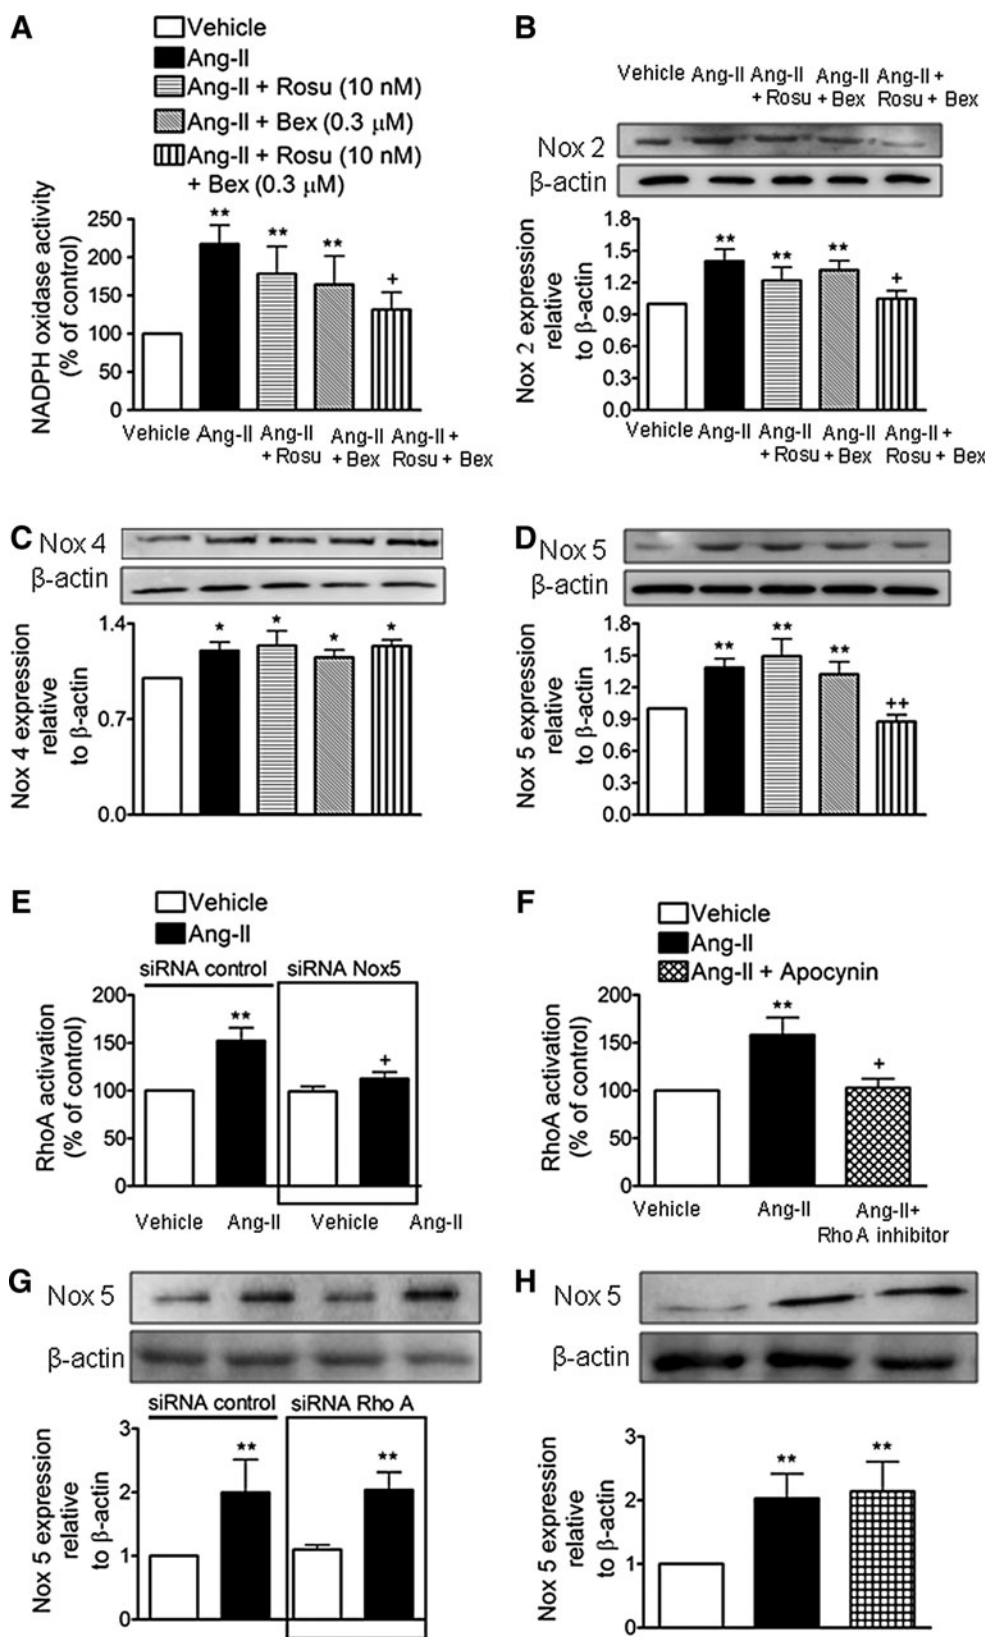 A
Vehicle
Ang-II
Ang-II + Rosu (10 nM)
Ang-II + Bex (0.3 μM)
Ang-II + Rosu (10 nM)
+ Bex (0.3 μM)
NADPH oxidase activity
(% of control)
250
200
150
100
50
0
** ** ** +
Vehicle Ang-II Ang-II + Rosu Ang-II + Bex Ang-II + Rosu + Bex
B
Vehicle Ang-II Ang-II + Rosu Ang-II + Bex Ang-II + Rosu + Bex
Nox 2
β-actin
Nox 2 expression
relative
to β-actin
1.8
1.5
1.2
0.9
0.6
0.3
0.0
** ** ** +
Vehicle Ang-II Ang-II + Rosu Ang-II + Bex Ang-II + Rosu + Bex
C
Nox 4
β-actin
Nox 4 expression
relative
to β-actin
1.4
0.7
0.0
* * * *
D
Nox 5
β-actin
Nox 5 expression
relative
to β-actin
1.8
1.5
1.2
0.9
0.6
0.3
0.0
** ** ** ++
E
Vehicle
Ang-II
siRNA control siRNA Nox5
RhoA activation
(% of control)
200
150
100
50
0
** +
Vehicle Ang-II Vehicle Ang-II
F
Vehicle
Ang-II
Ang-II + Apocynin
RhoA activation
(% of control)
200
150
100
50
0
** +
Vehicle Ang-II Ang-II+ Rho A inhibitor
G
Nox 5
β-actin
siRNA control siRNA Rho A
Nox 5 expression
relative
to β-actin
3
2
1
0
** **
H
Nox 5
β-actin
Nox 5 expression
relative
to β-actin
3
2
1
0
** **